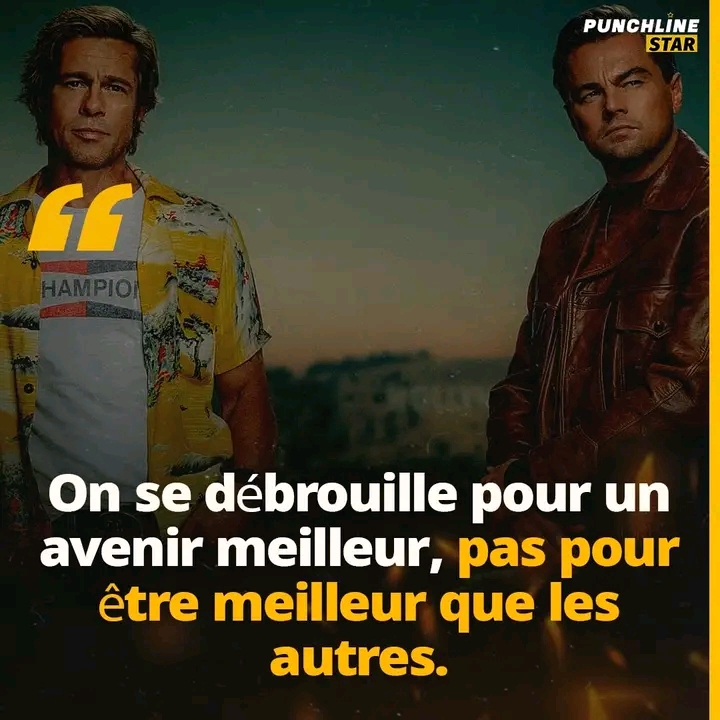 PUNCHLINE
STAR
HAMPIO
On se débrouille pour un
avenir meilleur, pas pour
être meilleur que les
autres.